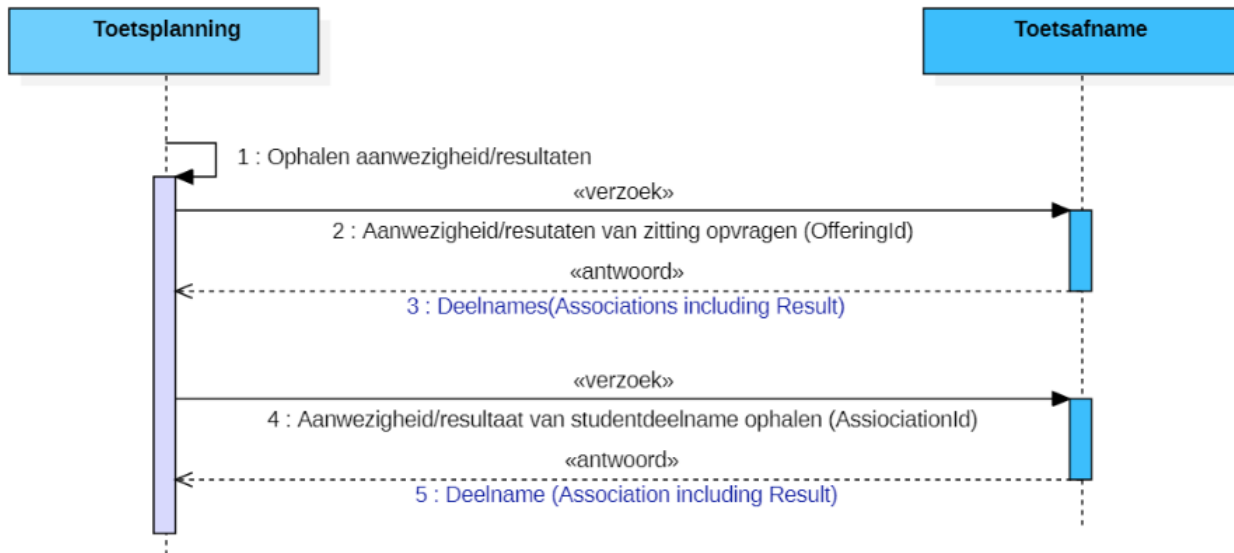 Toetsplanning
Toetsafname
1 : Ophalen aanwezigheid/resultaten
«verzoek»
2 : Aanwezigheid/resutaten van zitting opvragen (OfferingId)
«antwoord»
3 : Deelnames(Associations including Result)
«verzoek»
4 : Aanwezigheid/resultaat van studentdeelname ophalen (AssiociationId)
«antwoord»
5 : Deelname (Association including Result)